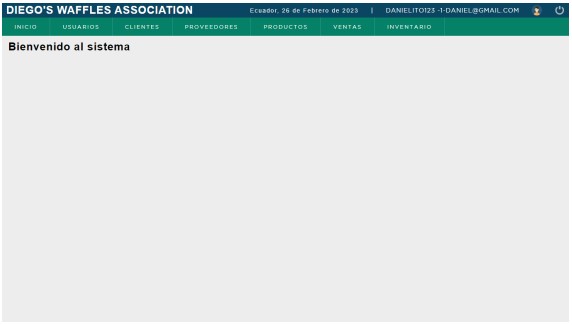 DIEGO'S WAFFLES ASSOCIATION
Ecuador, 26 de Febrero de 2023 | DANIELITO123 -1-DANIEL@GMAIL.COM
INICIO USUARIOS CLIENTES PROVEEDORES PRODUCTOS VENTAS INVENTARIO
Bienvenido al sistema